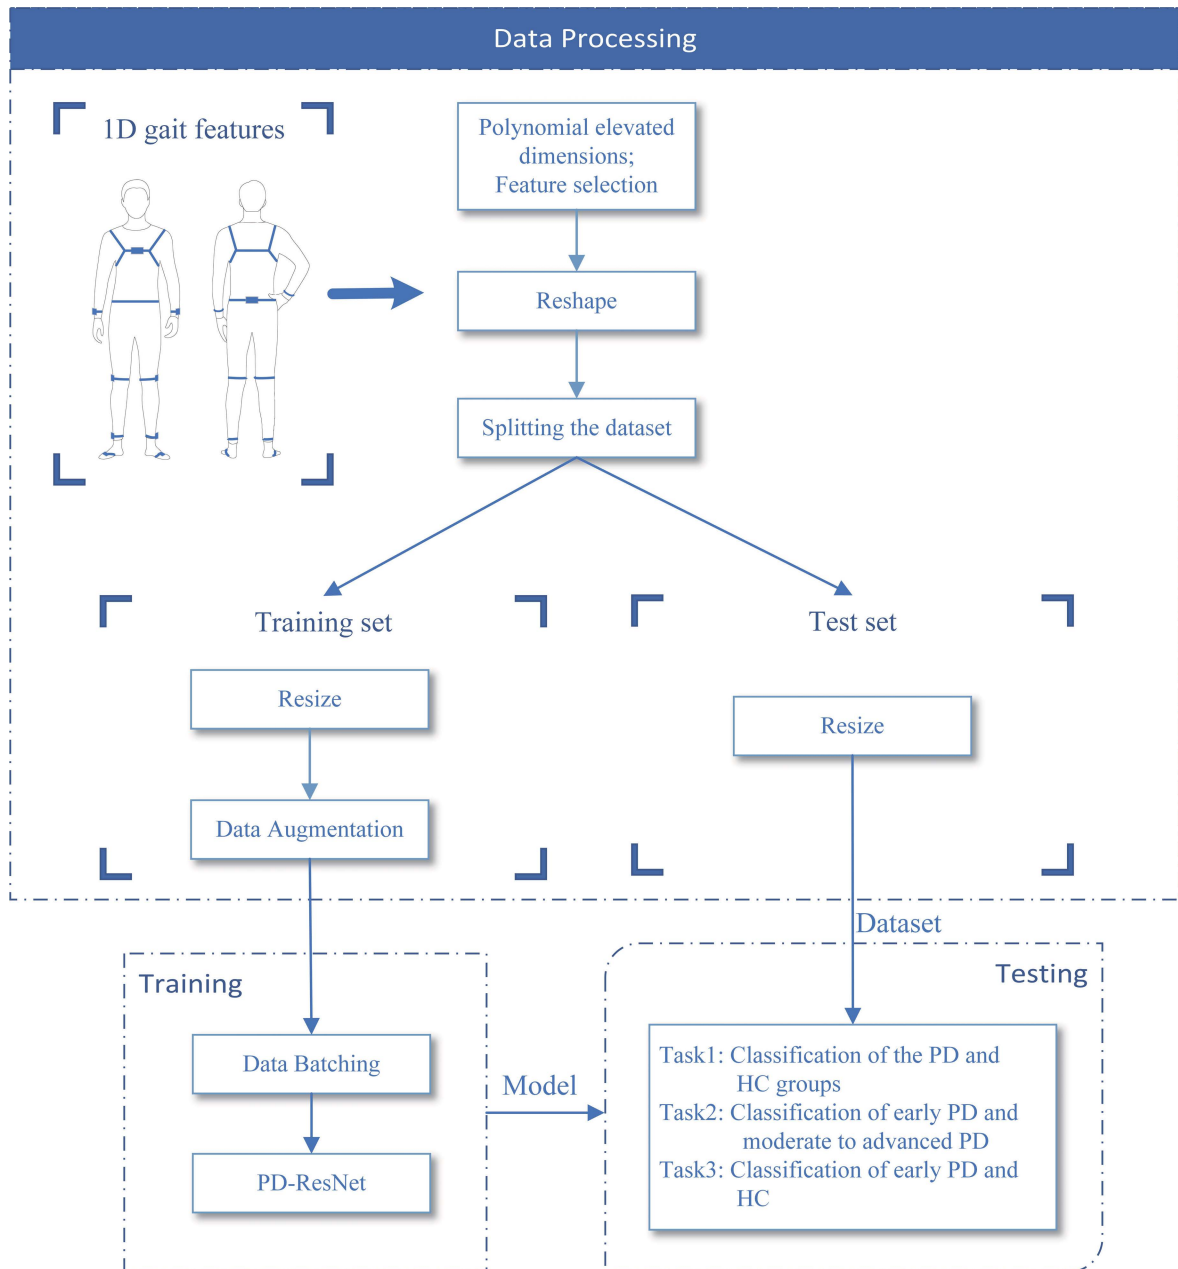 Data Processing
1D gait features
Polynomial elevated
dimensions;
Feature selection
Reshape
Splitting the dataset
Training set
Test set
Resize
Resize
Data Augmentation
Dataset
Training
Testing
Data Batching
Model
PD-ResNet
Task1: Classification of the PD and
HC groups
Task2: Classification of early PD and
moderate to advanced PD
Task3: Classification of early PD and
HC